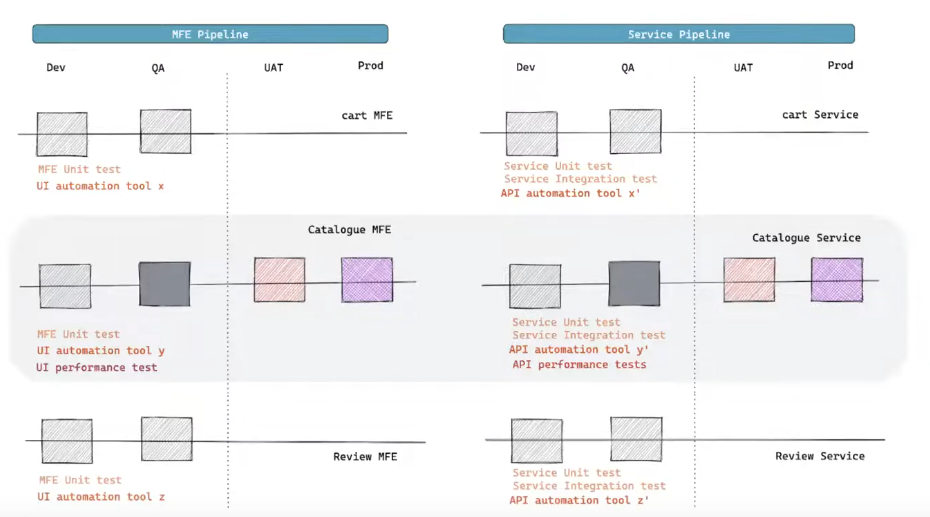 MFE Pipeline
Dev QA UAT Prod
cart MFE
MFE Unit test
UI automation tool x
Catalogue MFE
MFE Unit test
UI automation tool y
UI performance test
Review MFE
MFE Unit test
UI automation tool z
Service Pipeline
Dev QA UAT Prod
cart Service
Service Unit test
Service Integration test
API automation tool x'
Catalogue Service
Service Unit test
Service Integration test
API automation tool y'
API performance tests
Review Service
Service Unit test
Service Integration test
API automation tool z'